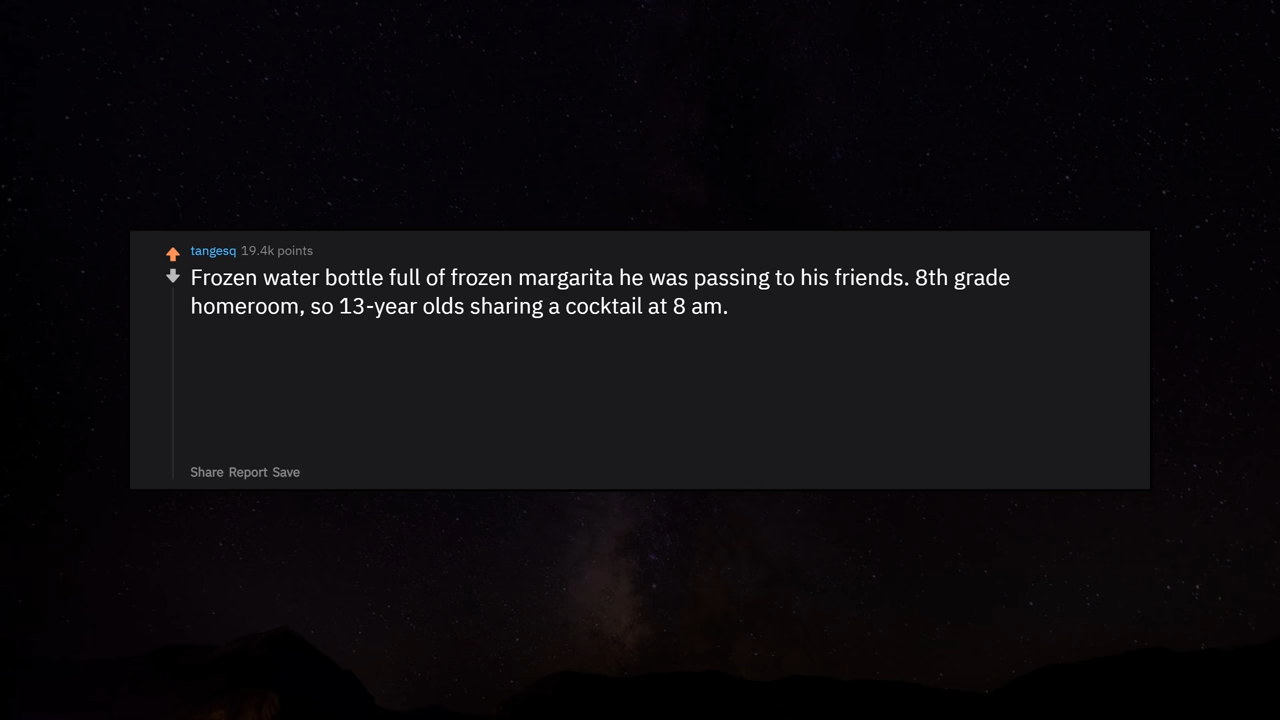 tangesq 19.4k points
Frozen water bottle full of frozen margarita he was passing to his friends. 8th grade
homeroom, so 13-year olds sharing a cocktail at 8 am.
Share Report Save